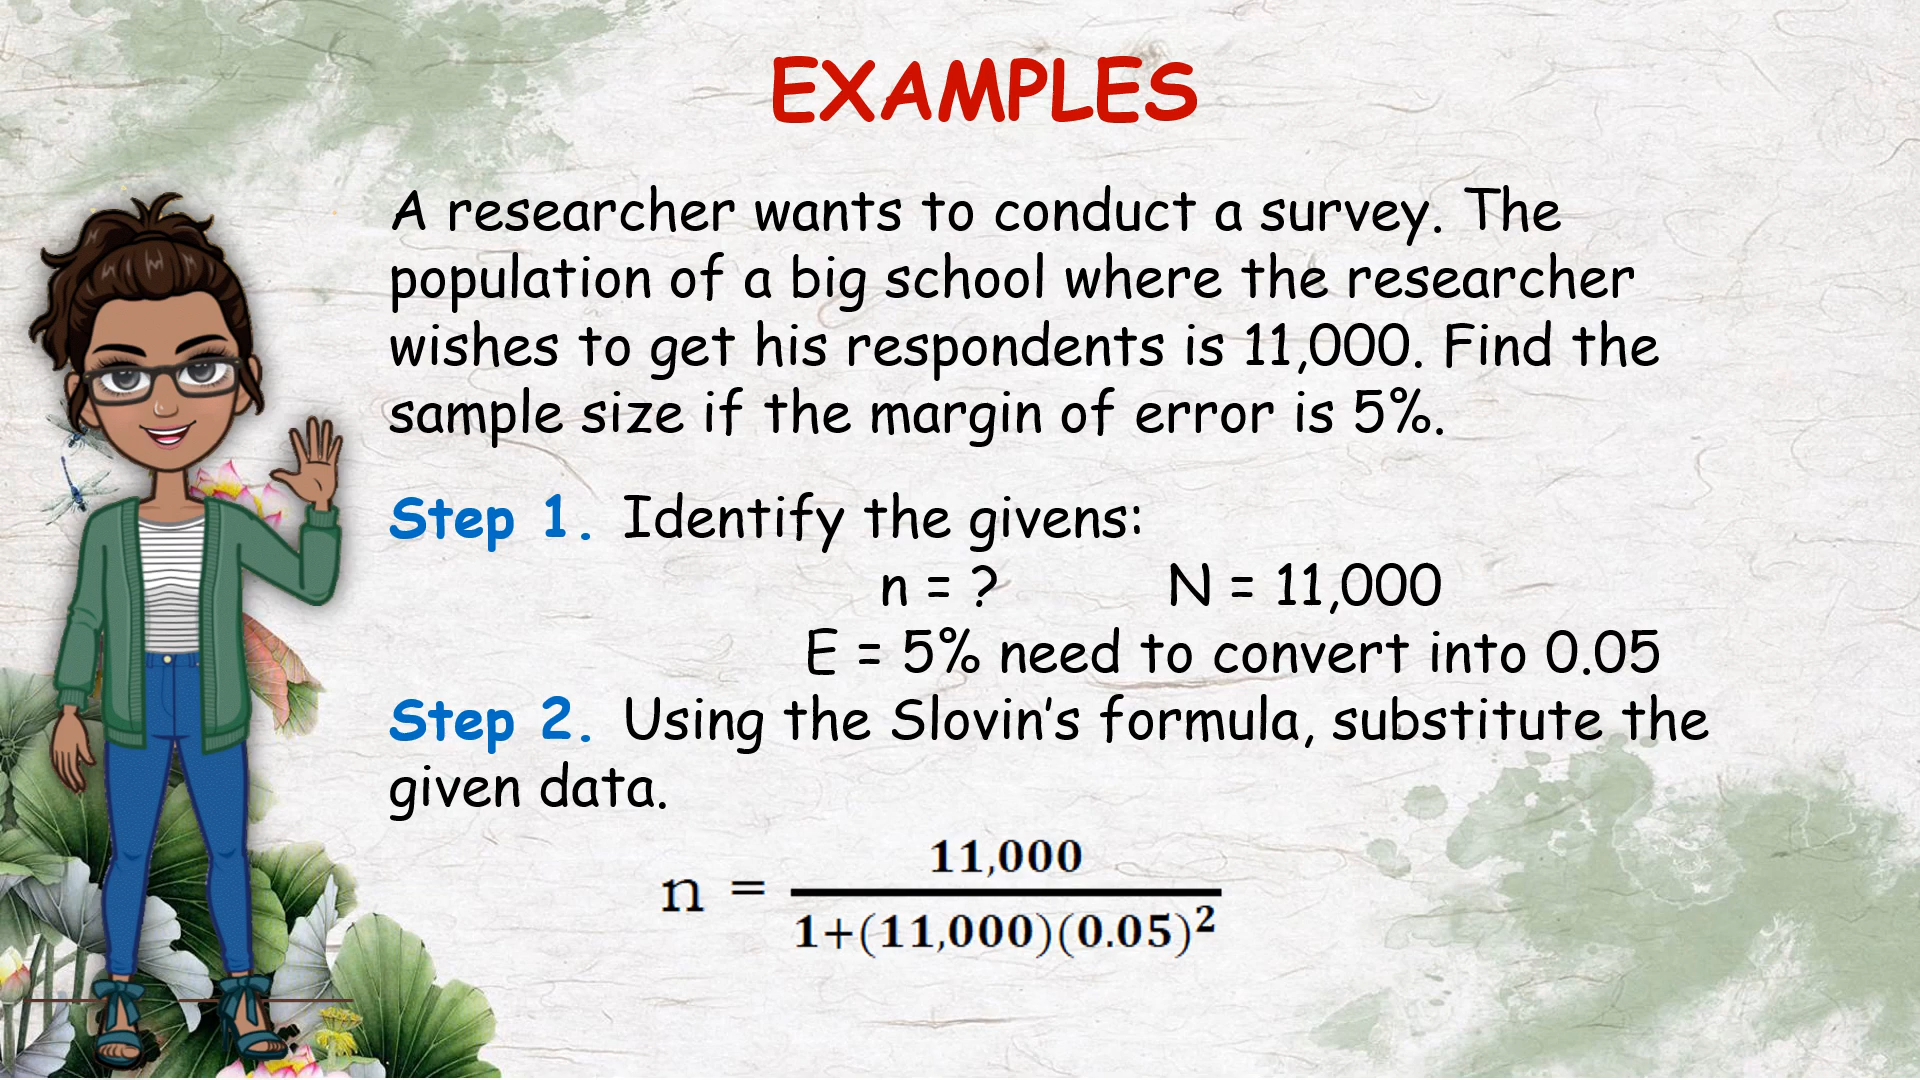 EXAMPLES
A researcher wants to conduct a survey. The
population of a big school where the researcher
wishes to get his respondents is 11,000. Find the
sample size if the margin of error is 5%.
Step 1. Identify the givens:
n = ? N = 11,000
E = 5% need to convert into 0.05
Step 2. Using the Slovin’s formula, substitute the
given data.
n = 11,000
1+(11,000)(0.05)²